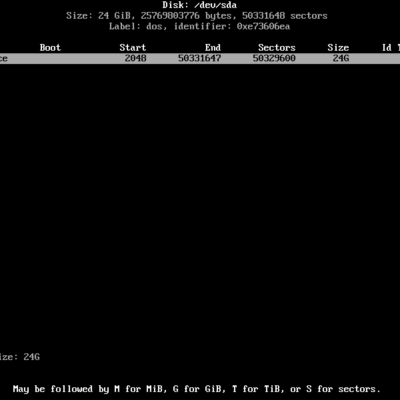 Disk: /dev/sda
Size: 24 GiB, 25769803776 bytes, 50331648 sectors
Label: dos, identifier: 0xe73606ea
Boot Start End Sectors Size Id T
ce 2048 50331647 50329600 24G
ize: 24G
May be followed by M for MiB, G for GiB, T for TiB, or S for sectors.